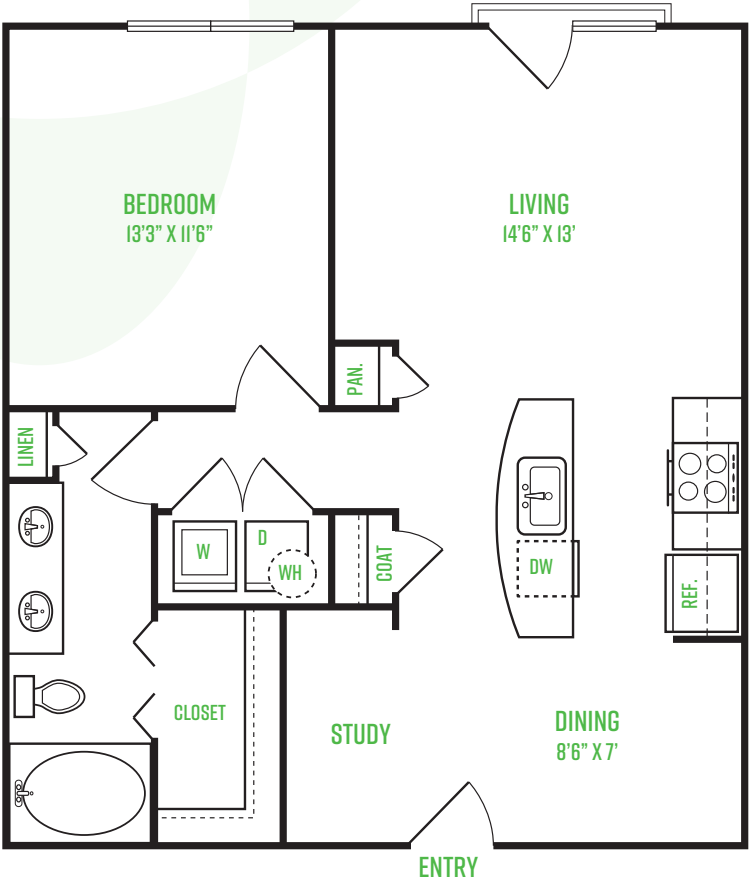 BEDROOM
13'3" X 11'6"
LIVING
14'6" X 13'
PAN.
LINEN
W
D
WH
COAT
DW
REF.
CLOSET
STUDY
DINING
8'6" X 7'
ENTRY